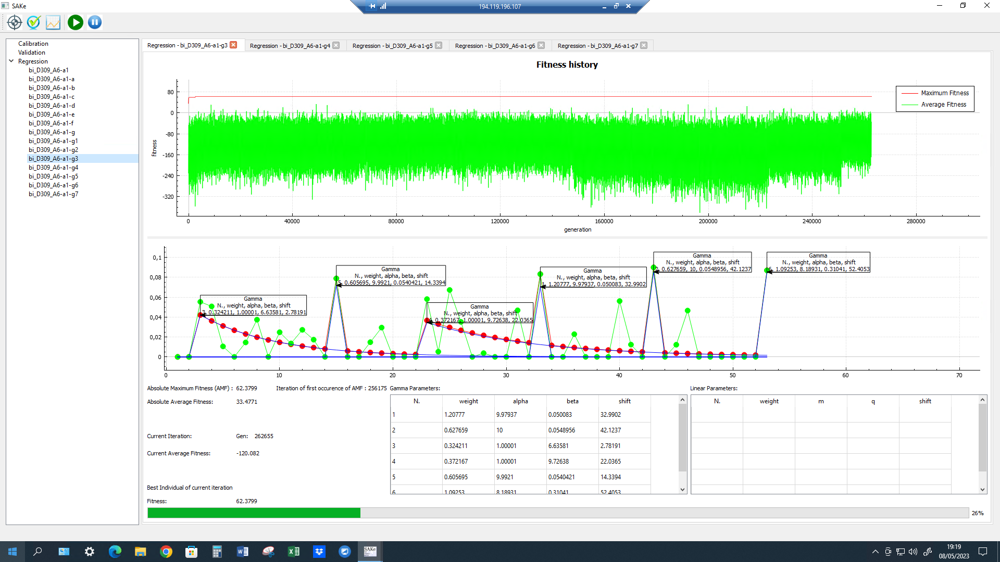 SAKe
194.119.196.107
Calibration
Validation
Regression
bi_D309_A6-a1
bi_D309_A6-a1-a
bi_D309_A6-a1-b
bi_D309_A6-a1-c
bi_D309_A6-a1-d
bi_D309_A6-a1-e
bi_D309_A6-a1-f
bi_D309_A6-a1-g
bi_D309_A6-a1-g1
bi_D309_A6-a1-g2
bi_D309_A6-a1-g3
bi_D309_A6-a1-g4
bi_D309_A6-a1-g5
bi_D309_A6-a1-g6
bi_D309_A6-a1-g7
Regression - bi_D309_A6-a1-g3
Regression - bi_D309_A6-a1-g4
Regression - bi_D309_A6-a1-g5
Regression - bi_D309_A6-a1-g6
Regression - bi_D309_A6-a1-g7
Fitness history
Maximum Fitness
Average Fitness
80
0
-80
-160
-240
-320
fitness
0 40000 80000 120000 160000 200000 240000 280000
generation
0,1
0,08
0,06
0,04
0,02
0
Gamma
N., weight, alpha, beta, shift
3, 0.324211, 1.00001, 6.63581, 2.78191
Gamma
N., weight, alpha, beta, shift
5, 0.605695, 9.9921, 0.0540421, 14.3394
Gamma
N., weight, alpha, beta, shift
4, 0.372167, 1.00001, 9.72638, 22.0365
Gamma
N., weight, alpha, beta, shift
1, 1.20777, 9.97937, 0.050083, 32.9902
Gamma
N., weight, alpha, beta, shift
2, 0.627659, 10, 0.0548956, 42.1237
Gamma
N., weight, alpha, beta, shift
6, 1.09253, 8.18931, 0.31041, 52.4053
0 10 20 30 40 50 60 70
Absolute Maximum Fitness (AMF) : 62.3799
Iteration of first occurence of AMF : 256175
Absolute Average Fitness: 33.4771
Current Iteration: Gen: 262655
Current Average Fitness: -120.082
Best Individual of current iteration
Fitness: 62.3799
Gamma Parameters:
N. weight alpha beta shift
1 1.20777 9.97937 0.050083 32.9902
2 0.627659 10 0.0548956 42.1237
3 0.324211 1.00001 6.63581 2.78191
4 0.372167 1.00001 9.72638 22.0365
5 0.605695 9.9921 0.0540421 14.3394
6 1.09253 8.18931 0.31041 52.4053
Linear Parameters:
N. weight m q shift
26%
SAKe
19:19
08/05/2023